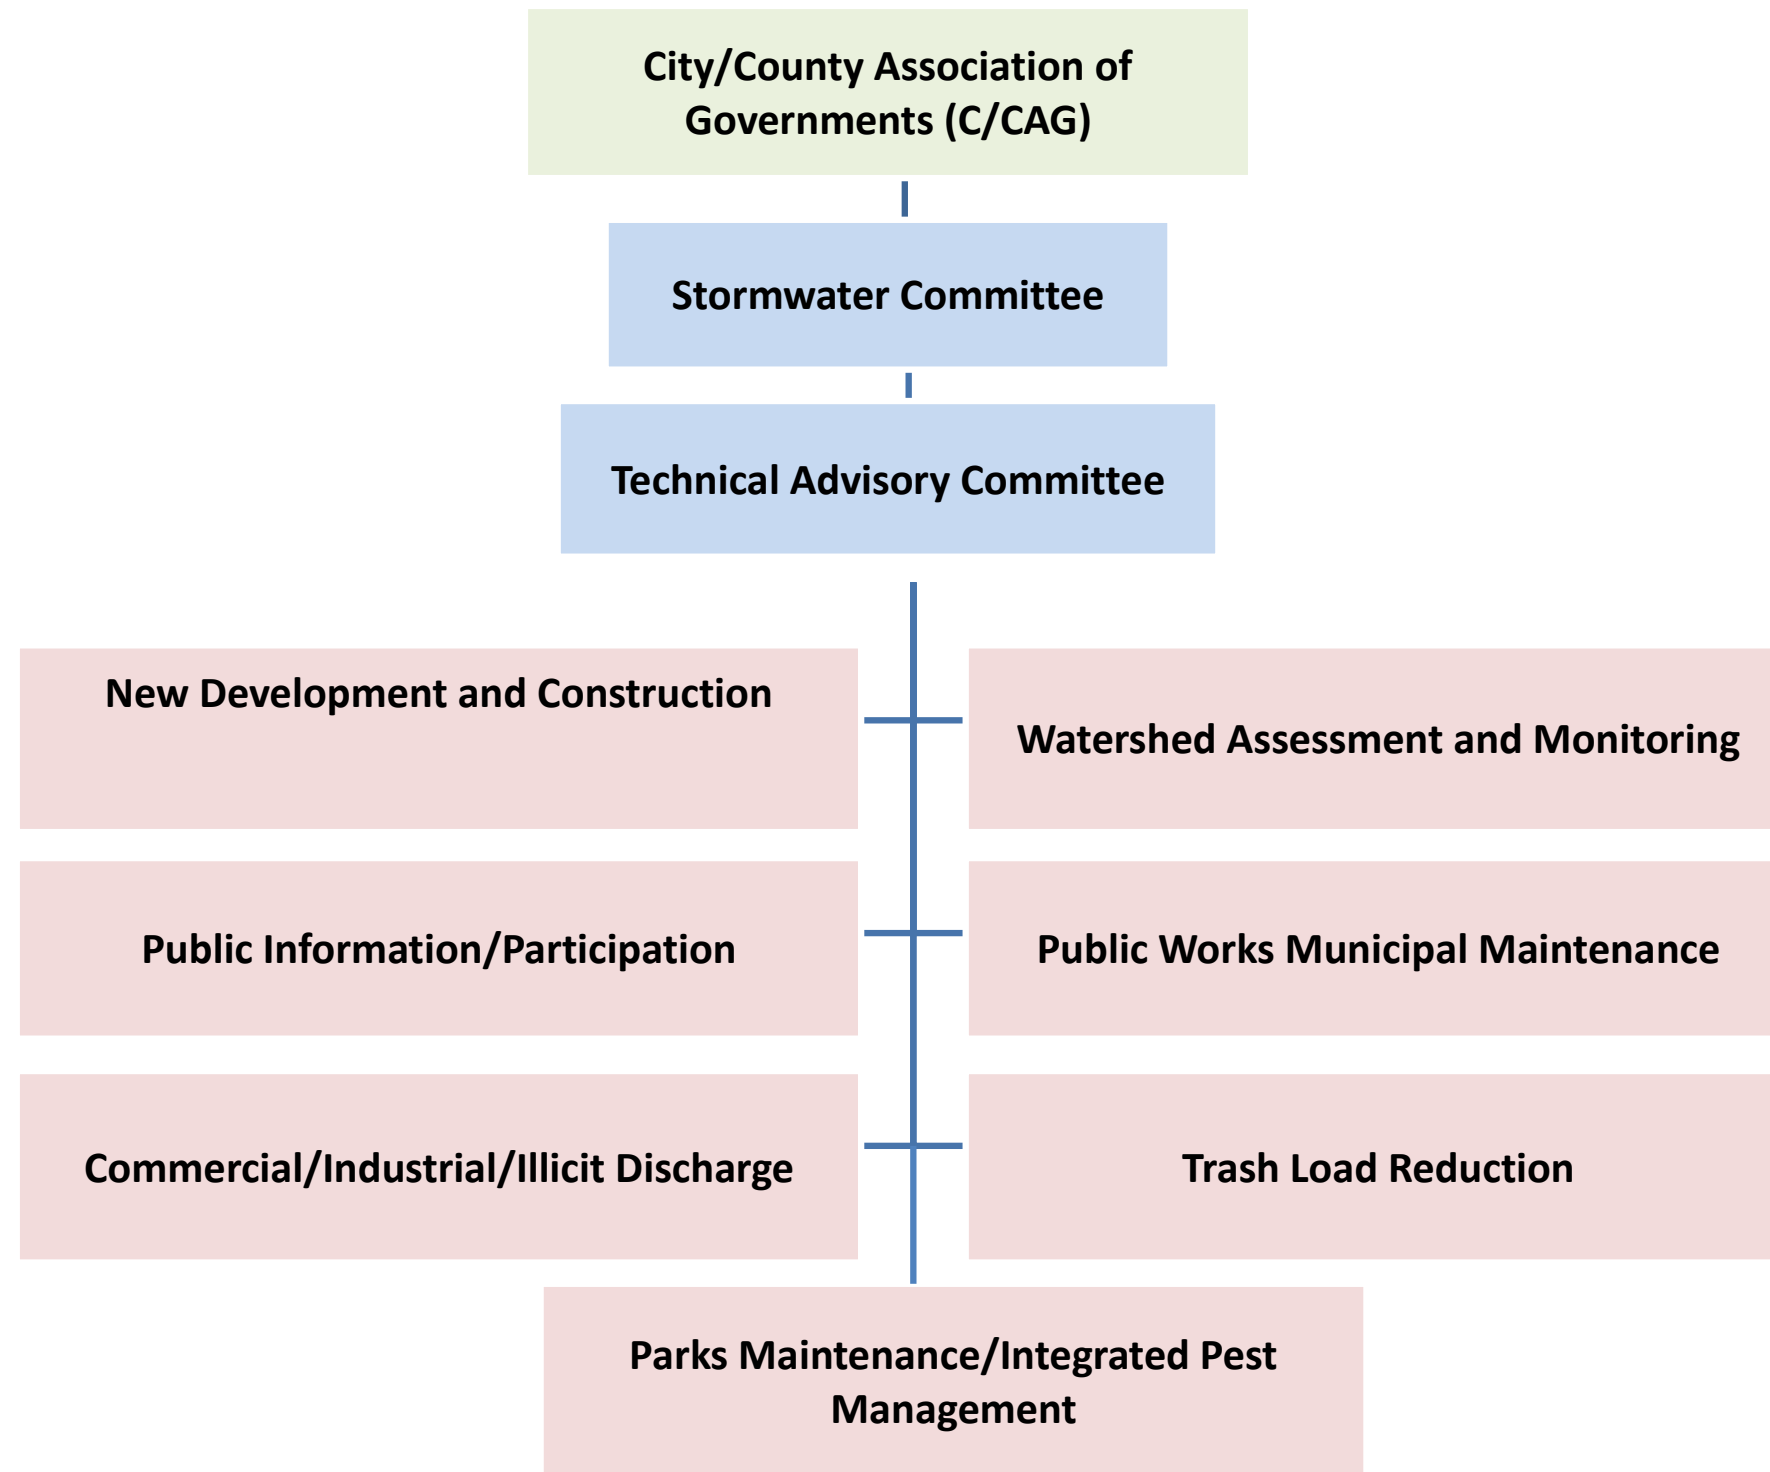 City/County Association of
Governments (C/CAG)
Stormwater Committee
Technical Advisory Committee
New Development and Construction
Watershed Assessment and Monitoring
Public Information/Participation
Public Works Municipal Maintenance
Commercial/Industrial/Illicit Discharge
Trash Load Reduction
Parks Maintenance/Integrated Pest
Management